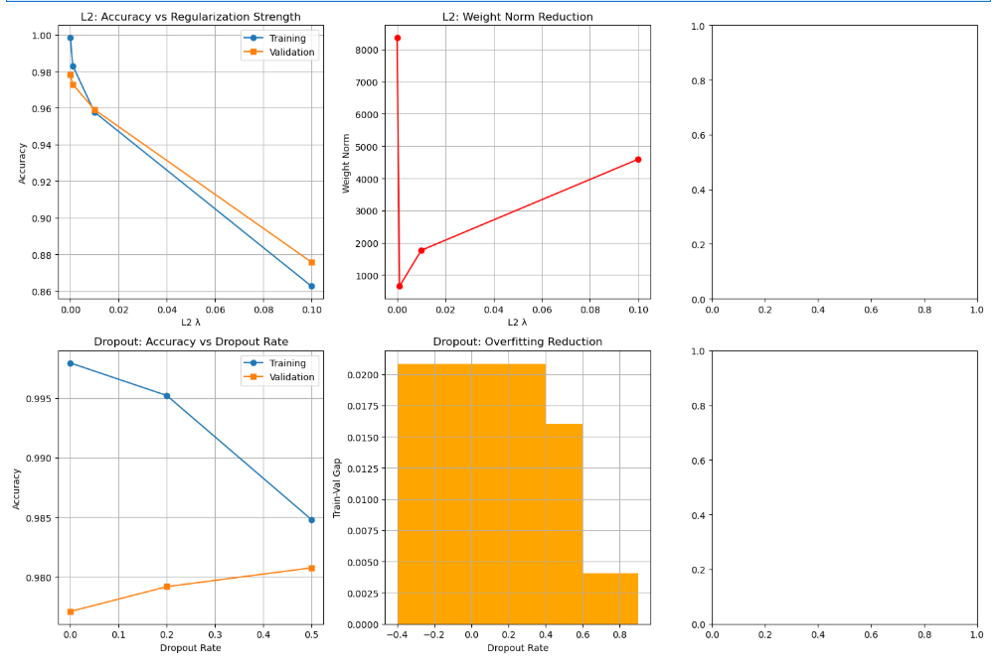 L2: Accuracy vs Regularization Strength
Accuracy
1.00
0.98
0.96
0.94
0.92
0.90
0.88
0.86
Training
Validation
0.00 0.02 0.04 0.06 0.08 0.10
L2 λ
L2: Weight Norm Reduction
Weight Norm
8000
7000
6000
5000
4000
3000
2000
1000
0.00 0.02 0.04 0.06 0.08 0.10
L2 λ
1.0
0.8
0.6
0.4
0.2
0.0
0.0 0.2 0.4 0.6 0.8 1.0
Dropout: Accuracy vs Dropout Rate
Accuracy
0.995
0.990
0.985
0.980
Training
Validation
0.0 0.1 0.2 0.3 0.4 0.5
Dropout Rate
Dropout: Overfitting Reduction
Train-Val Gap
0.0200
0.0175
0.0150
0.0125
0.0100
0.0075
0.0050
0.0025
0.0000
−0.4 −0.2 0.0 0.2 0.4 0.6 0.8
Dropout Rate
1.0
0.8
0.6
0.4
0.2
0.0
0.0 0.2 0.4 0.6 0.8 1.0